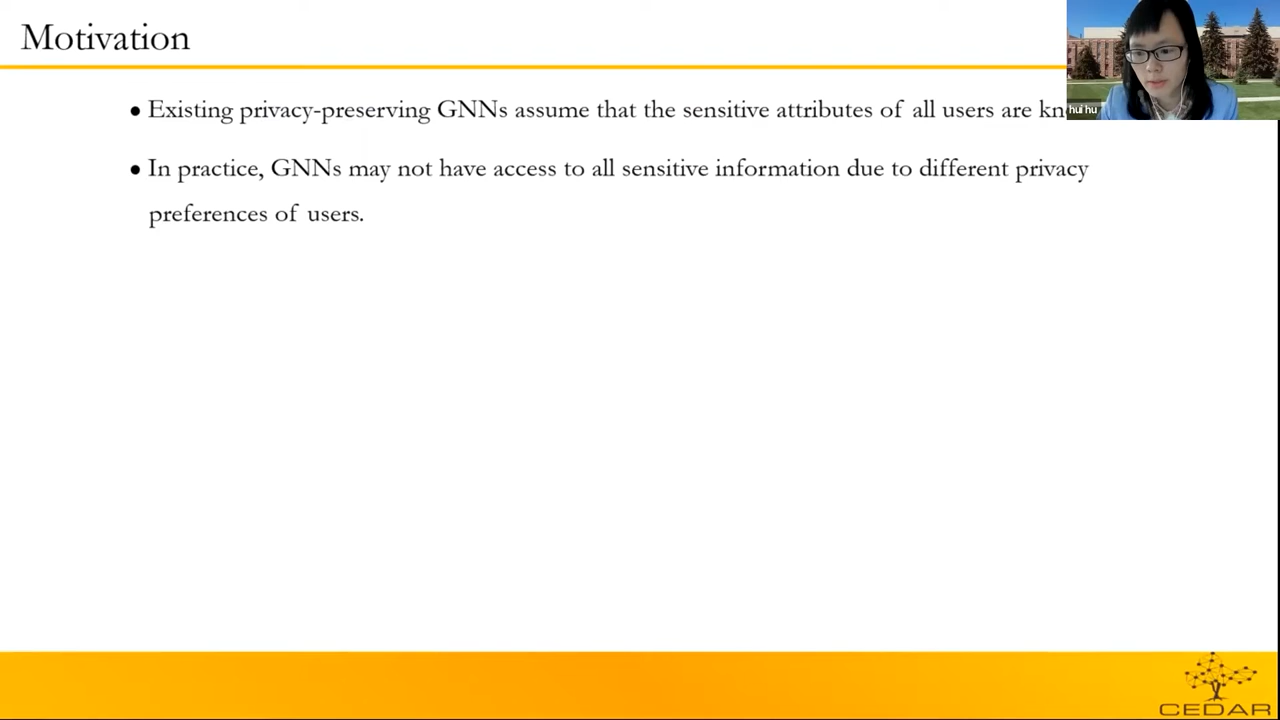 Motivation
• Existing privacy-preserving GNNs assume that the sensitive attributes of all users are
hui hu
• In practice, GNNs may not have access to all sensitive information due to different privacy
preferences of users.
CEDAR